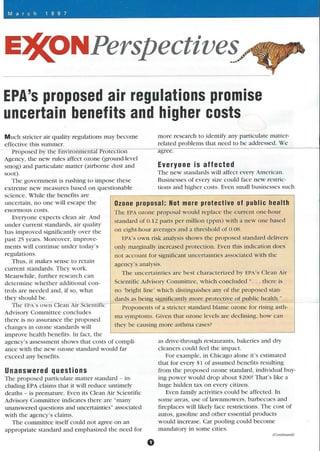 March 1997
EXXON Perspectives
EPA's proposed air regulations promise
uncertain benefits and higher costs
Much stricter air quality regulations may become
effective this summer.
Proposed by the Environmental Protection
Agency, the new rules affect ozone (ground-level
smog) and particulate matter (airborne dust and
soot).
The government is rushing to impose these
extreme new measures based on questionable
science. While the benefits are
uncertain, no one will escape the
enormous costs.
Everyone expects clean air. And
under current standards, air quality
has improved significantly over the
past 25 years. Moreover, improve-
ments will continue under today's
regulations.
Thus, it makes sense to retain
current standards. They work.
Meanwhile, further research can
determine whether additional con-
trols are needed and, if so, what
they should be.
The EPA's own Clean Air Scientific
Advisory Committee concludes
there is no assurance the proposed
changes in ozone standards will
improve health benefits. In fact, the
agency's assessment shows that costs of compli-
ance with the new ozone standard would far
exceed any benefits.
Unanswered questions
The proposed particulate matter standard – in-
cluding EPA claims that it will reduce untimely
deaths – is premature. Even its Clean Air Scientific
Advisory Committee indicates there are "many
unanswered questions and uncertainties" associated
with the agency's claims.
The committee itself could not agree on an
appropriate standard and emphasized the need for
more research to identify any particulate matter-
related problems that need to be addressed. We
agree.
Everyone is affected
The new standards will affect every American.
Businesses of every size could face new restric-
tions and higher costs. Even small businesses such
Ozone proposal: Not more protective of public health
The EPA ozone proposal would replace the current one-hour
standard of 0.12 parts per million (ppm) with a new one based
on eight-hour averages and a threshold of 0.08.
EPA's own risk analysis shows the proposed standard delivers
only marginally increased protection. Even this indication does
not account for significant uncertainties associated with the
agency's analysis.
The uncertainties are best characterized by EPA's Clean Air
Scientific Advisory Committee, which concluded "... there is
no 'bright line' which distinguishes any of the proposed stan-
dards as being significantly more protective of public health."
Proponents of a stricter standard blame ozone for rising asth-
ma symptoms. Given that ozone levels are declining, how can
they be causing more asthma cases?
as drive-through restaurants, bakeries and dry
cleaners could feel the impact.
For example, in Chicago alone it's estimated
that for every $1 of assumed benefits resulting
from the proposed ozone standard, individual buy-
ing power would drop about $200! That's like a
huge hidden tax on every citizen.
Even family activities could be affected. In
some areas, use of lawnmowers, barbecues and
fireplaces will likely face restrictions. The cost of
autos, gasoline and other essential products
would increase. Car pooling could become
mandatory in some cities.
(Continued)
1